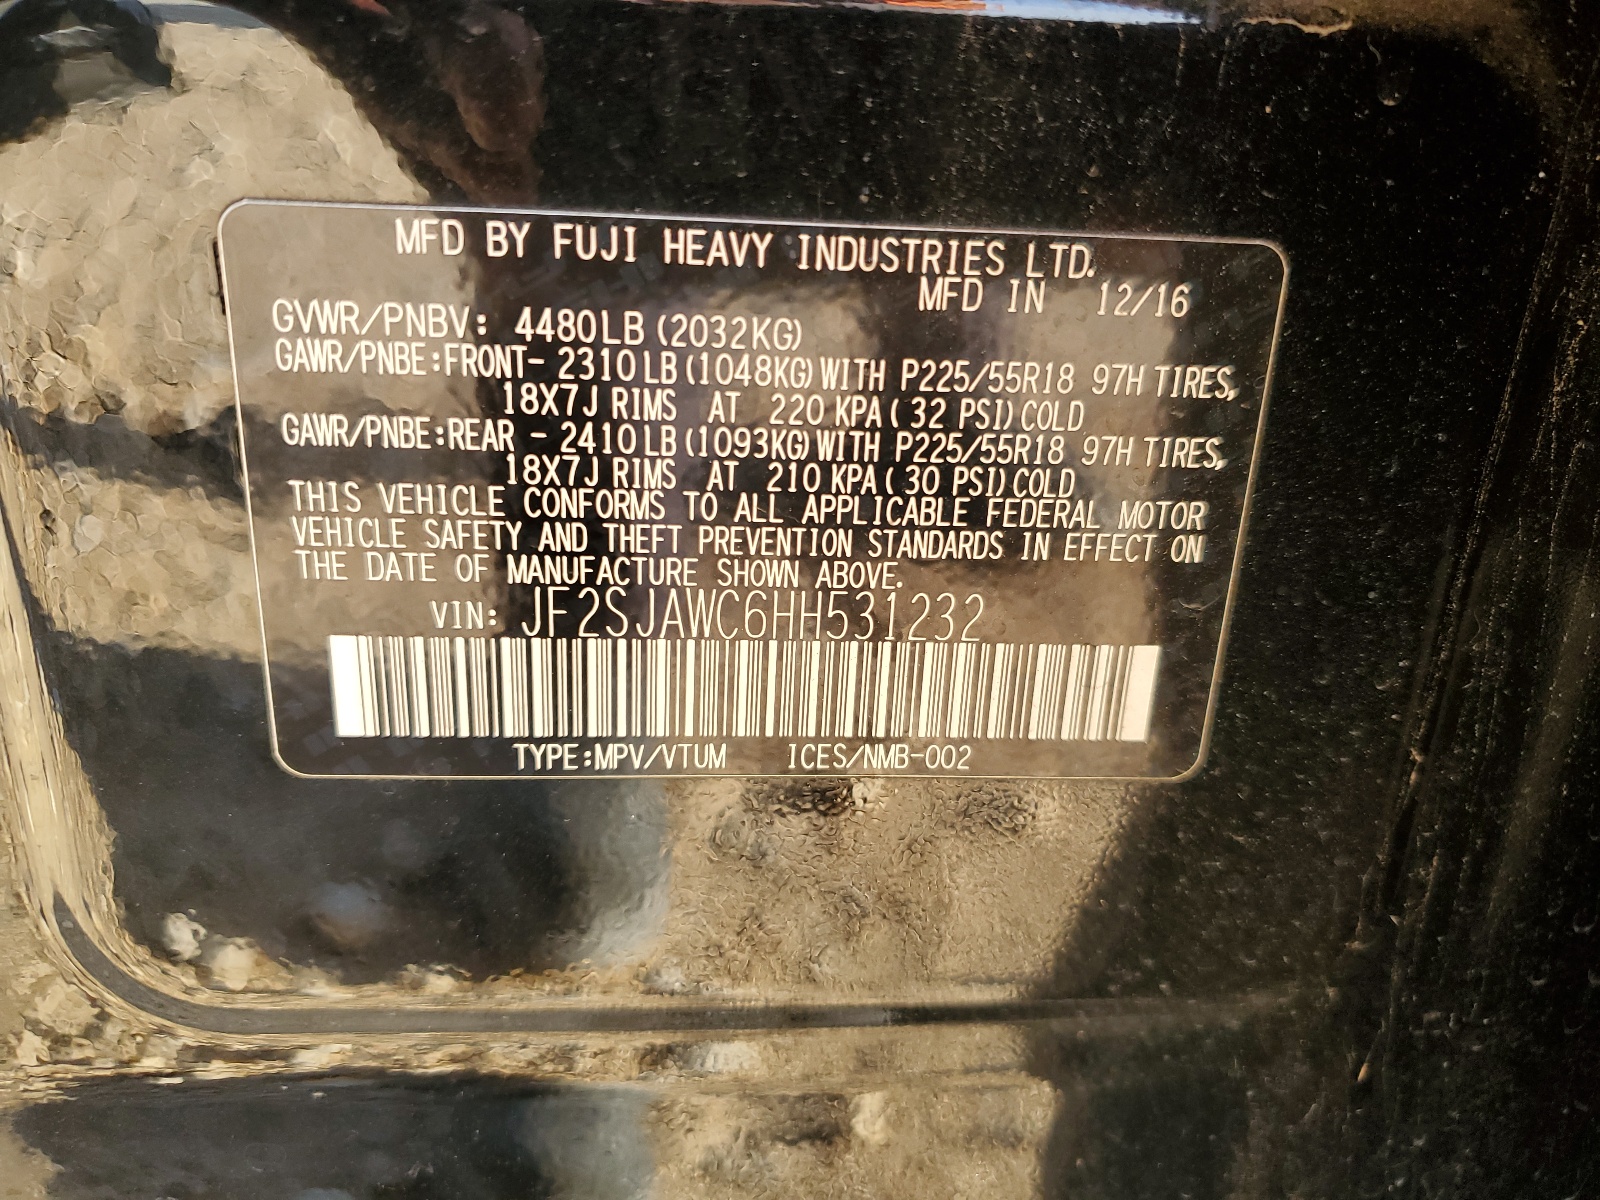 MFD BY FUJI HEAVY INDUSTRIES LTD.
MFD IN 12/16
GVWR/PNBV: 4480LB (2032KG)
GAWR/PNBE:FRONT- 2310LB (1048KG) WITH P225/55R18 97H TIRES,
18X7J RIMS AT 220 KPA( 32 PSI) COLD
GAWR/PNBE:REAR - 2410LB (1093KG) WITH P225/55R18 97H TIRES,
18X7J RIMS AT 210 KPA( 30 PSI) COLD
THIS VEHICLE CONFORMS TO ALL APPLICABLE FEDERAL MOTOR
VEHICLE SAFETY AND THEFT PREVENTION STANDARDS IN EFFECT ON
THE DATE OF MANUFACTURE SHOWN ABOVE.
VIN: JF2SJAWC6HH531232
TYPE:MPV/VTUM ICES/NMB-002